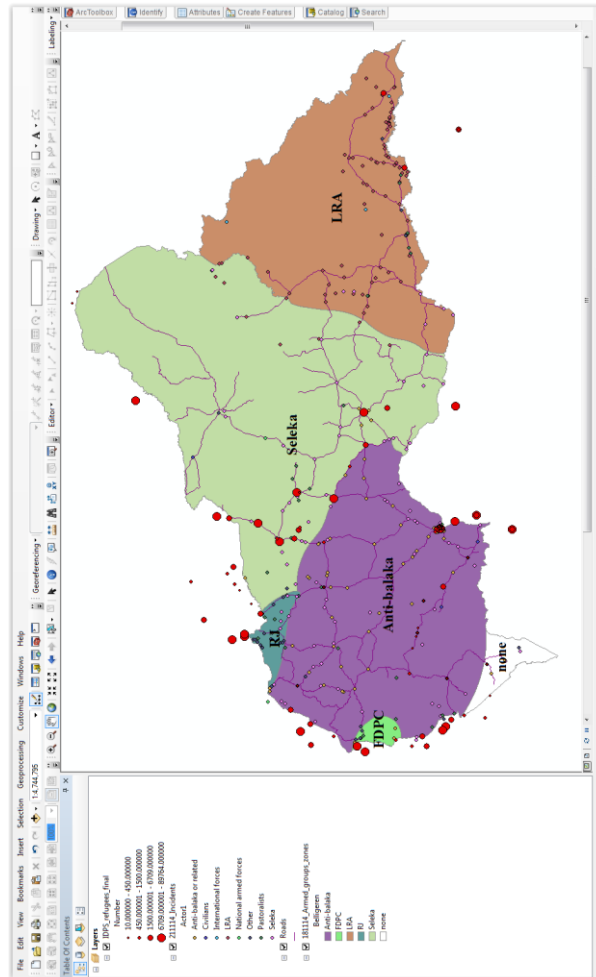 File Edit View Bookmarks Insert Selection Geoprocessing Customize Windows Help
1:4,744,795
Georeferencing
Editor
Drawing
Labeling
Table Of Contents
Layers
IDPS_refugees_final
Number
10.000000 - 450.000000
450.000001 - 1500.000000
1500.000001 - 6709.000000
6709.000001 - 89764.000000
211114_Incidents
Actor1
Anti-balaka or related
Civilians
International forces
LRA
National armed forces
Other
Pastoralists
Seleka
Roads
181114_Armed_groups_zones
Belligeren
Anti-balaka
FDPC
LRA
RJ
Seleka
none
FDPC
none
RJ
Anti-balaka
Seleka
LRA
ArcToolbox
Identify
Attributes
Create Features
Catalog
Search